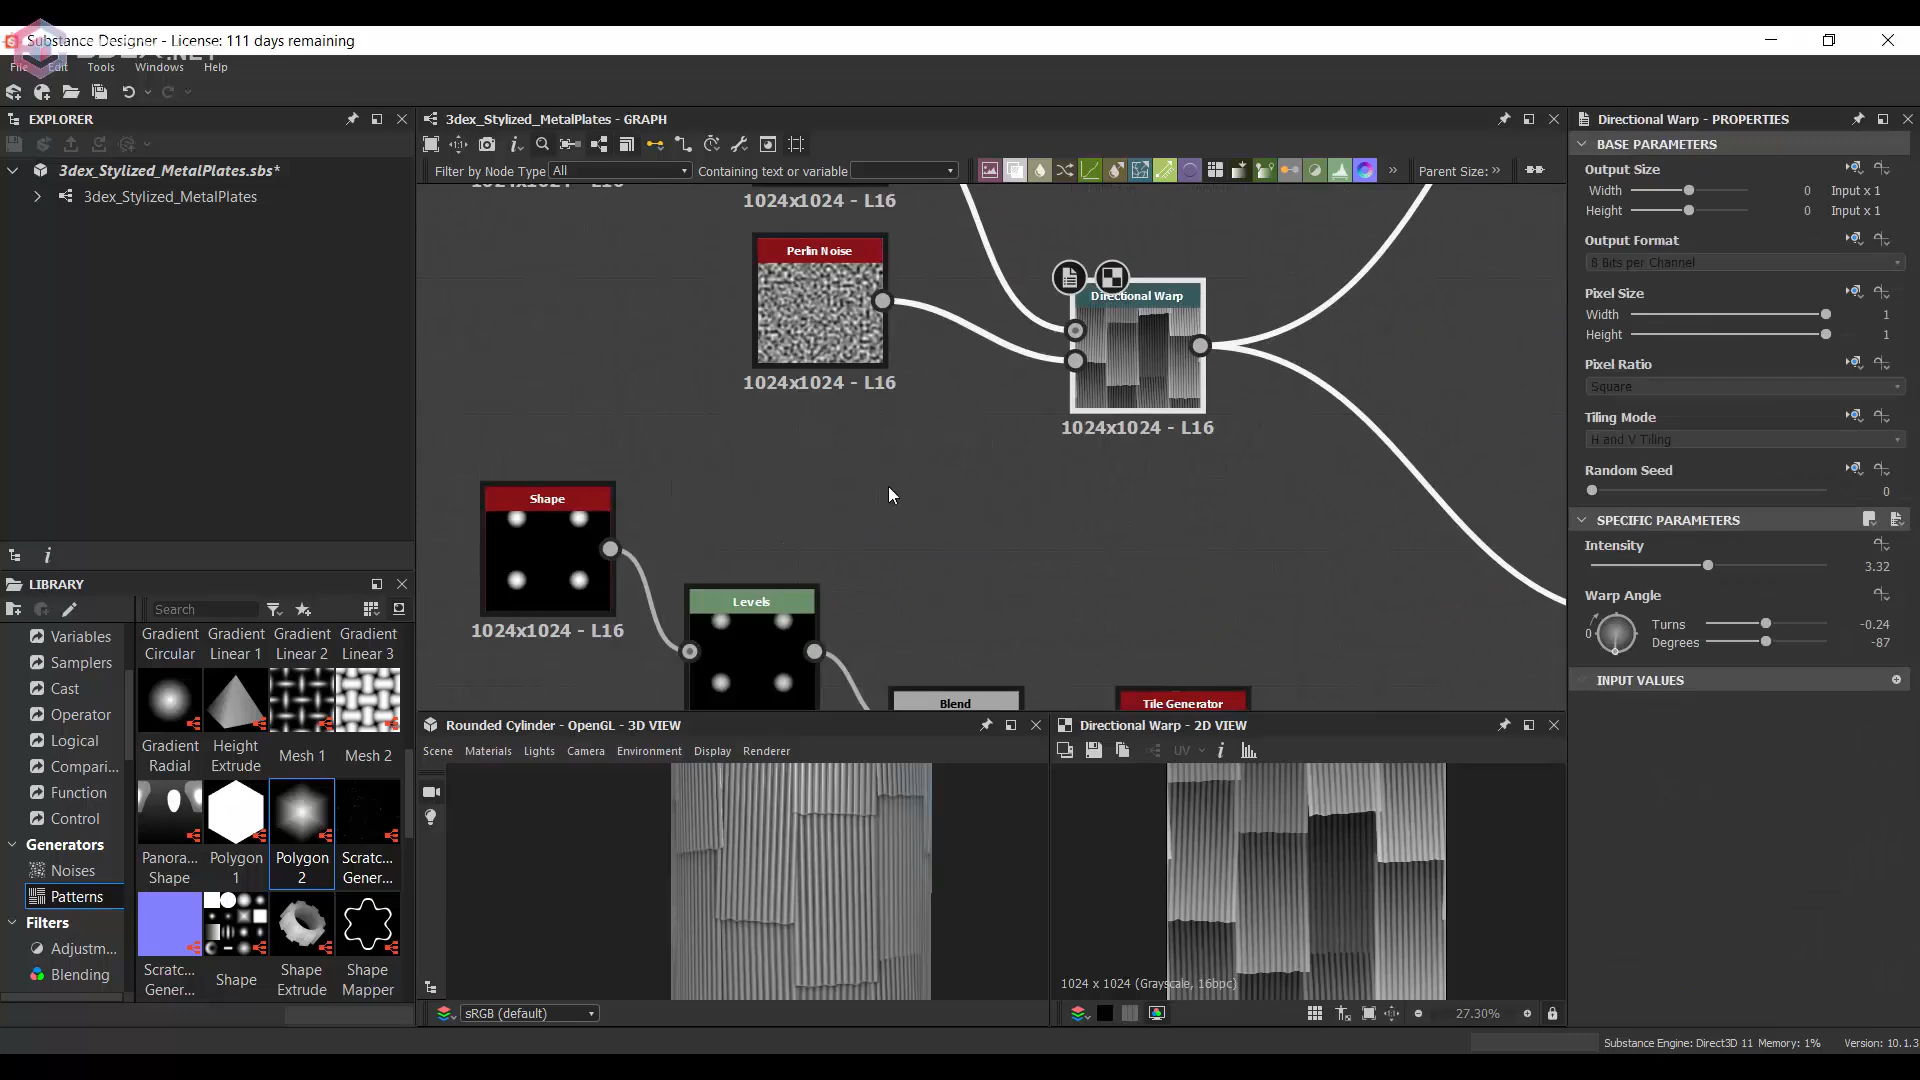 Substance Designer - License: 111 days remaining
File Edit Tools Windows Help
EXPLORER
3dex_Stylized_MetalPlates.sbs*
3dex_Stylized_MetalPlates
LIBRARY
Search
Variables
Samplers
Cast
Operator
Logical
Compari...
Function
Control
Generators
Noises
Patterns
Filters
Adjustm...
Blending
Gradient Circular
Gradient Linear 1
Gradient Linear 2
Gradient Linear 3
Gradient Radial
Height Extrude
Mesh 1
Mesh 2
Panora... Shape
Polygon 1
Polygon 2
Scratc... Gener...
Scratc... Gener...
Shape
Shape Extrude
Shape Mapper
3dex_Stylized_MetalPlates - GRAPH
Filter by Node Type All Containing text or variable Parent Size:
1024x1024 - L16
Perlin Noise
1024x1024 - L16
Directional Warp
1024x1024 - L16
Shape
1024x1024 - L16
Levels
Blend
Tile Generator
Rounded Cylinder - OpenGL - 3D VIEW
Scene Materials Lights Camera Environment Display Renderer
sRGB (default)
Directional Warp - 2D VIEW
UV
1024 x 1024 (Grayscale, 16bpc)
27.30%
Directional Warp - PROPERTIES
BASE PARAMETERS
Output Size
Width 0 Input x 1
Height 0 Input x 1
Output Format
8 Bits per Channel
Pixel Size
Width 1
Height 1
Pixel Ratio
Square
Tiling Mode
H and V Tiling
Random Seed
0
SPECIFIC PARAMETERS
Intensity
3.32
Warp Angle
0
Turns -0.24
Degrees -87
INPUT VALUES
Substance Engine: Direct3D 11 Memory: 1% Version: 10.1.3